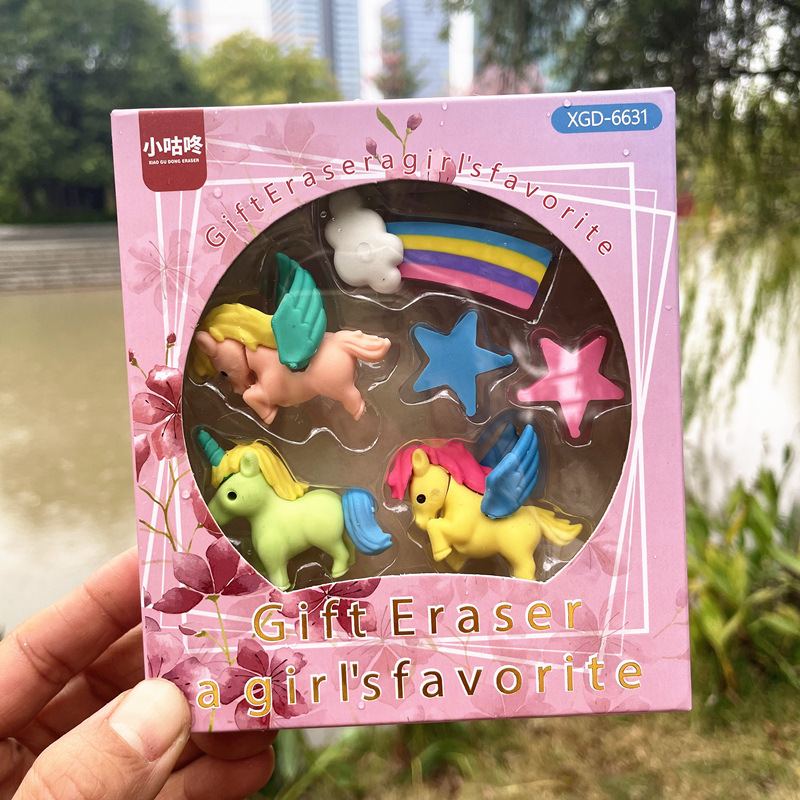 小咕咚
XIAO GU DONG ERASER
XGD-6631
GiftEraseragirl'sfavorite
Gift Eraser
a girl'sfavorite